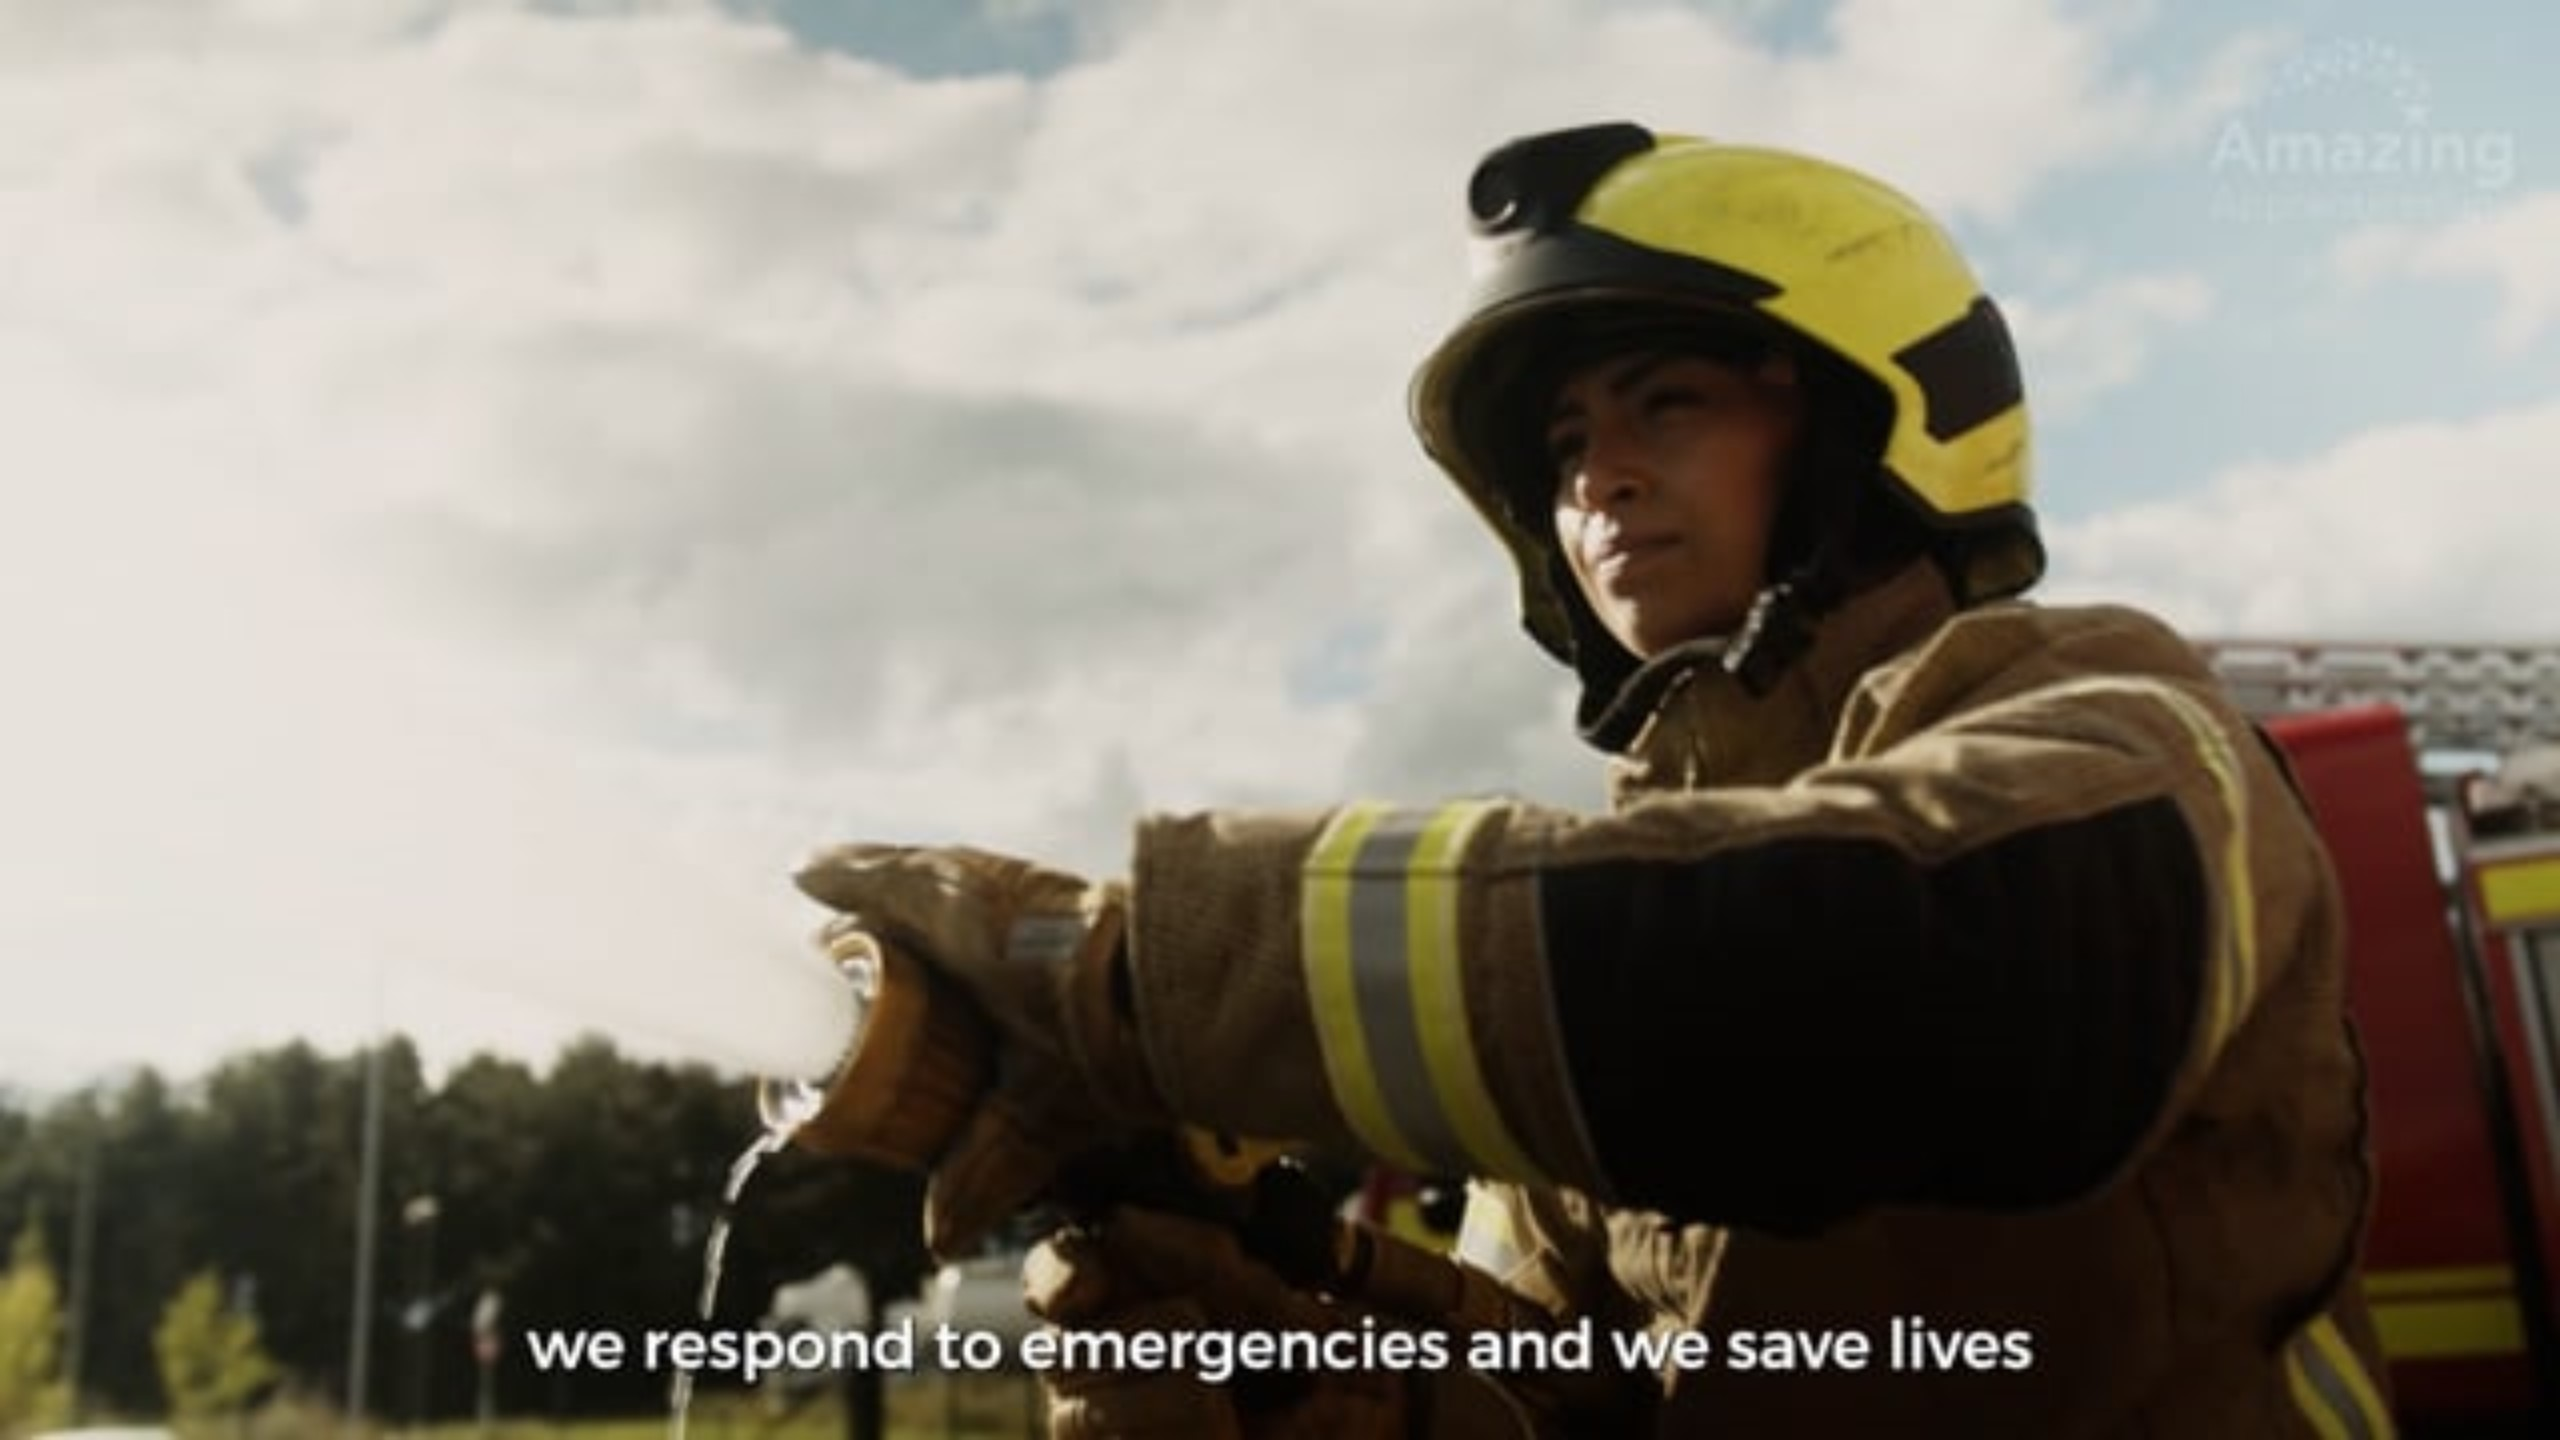 Amazing
we respond to emergencies and we save lives